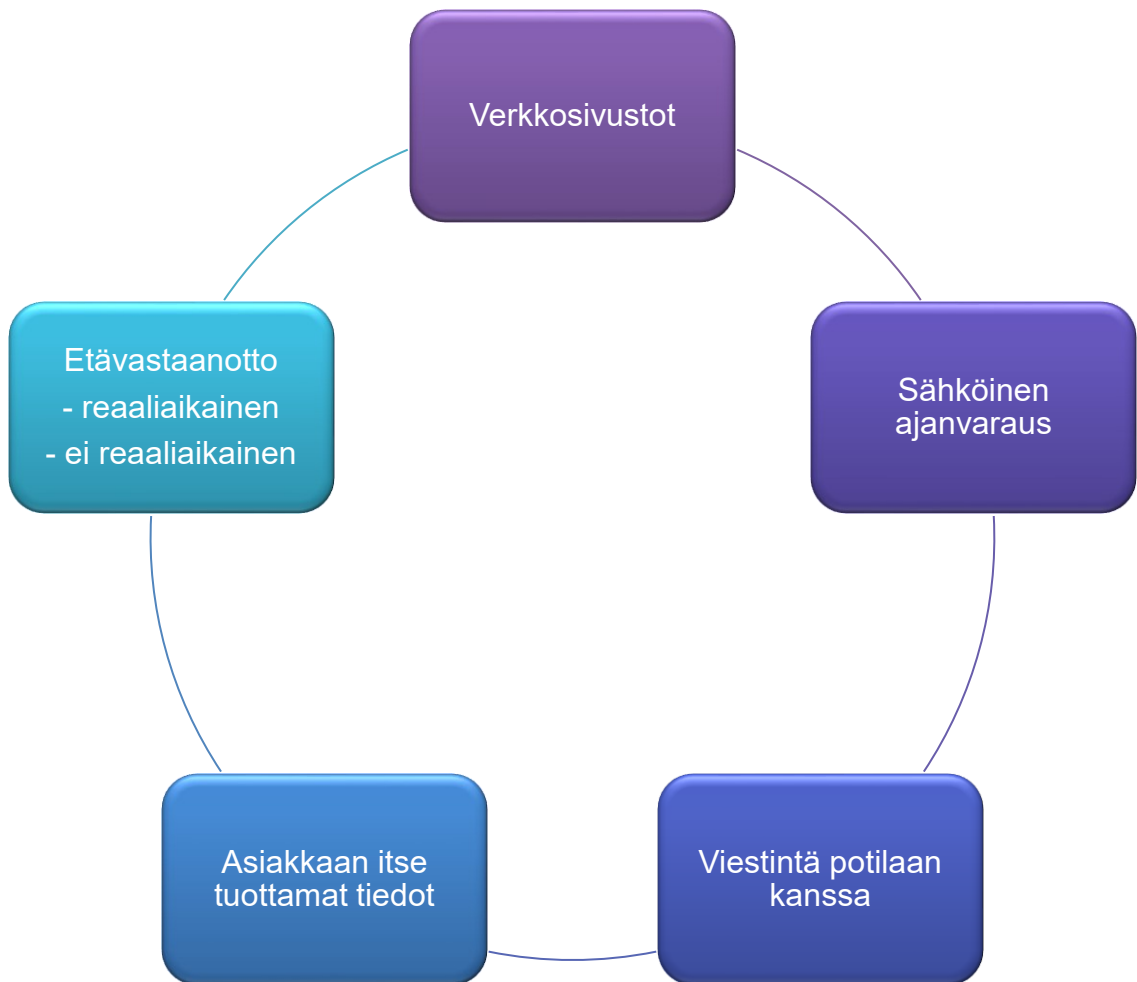 Verkkosivustot
Sähköinen
ajanvaraus
Viestintä potilaan
kanssa
Asiakkaan itse
tuottamat tiedot
Etävastaanotto
- reaaliaikainen
- ei reaaliaikainen